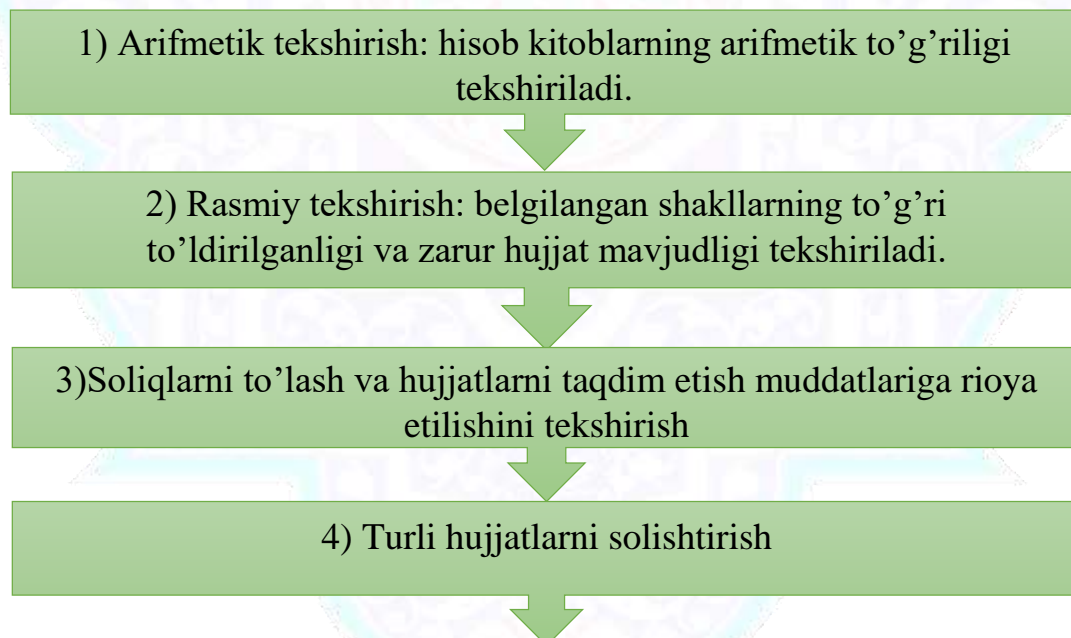 1) Arifmetik tekshirish: hisob kitoblarning arifmetik to’g’riligi
tekshiriladi.
2) Rasmiy tekshirish: belgilangan shakllarning to’g’ri
to’ldirilganligi va zarur hujjat mavjudligi tekshiriladi.
3)Soliqlarni to’lash va hujjatlarni taqdim etish muddatlariga rioya
etilishini tekshirish
4) Turli hujjatlarni solishtirish